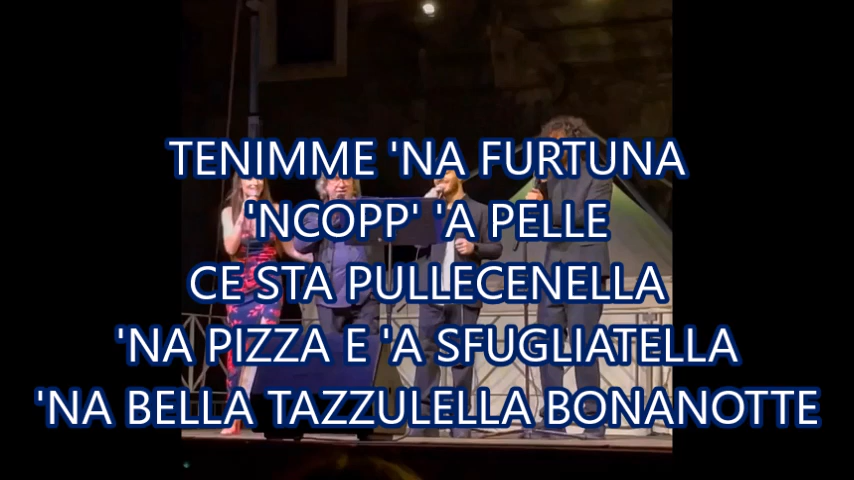 TENIMME 'NA FURTUNA
'NCOPP' 'A PELLE
CE STA PULLECENELLA
'NA PIZZA E 'A SFUGLIATELLA
'NA BELLA TAZZULELLA BONANOTTE